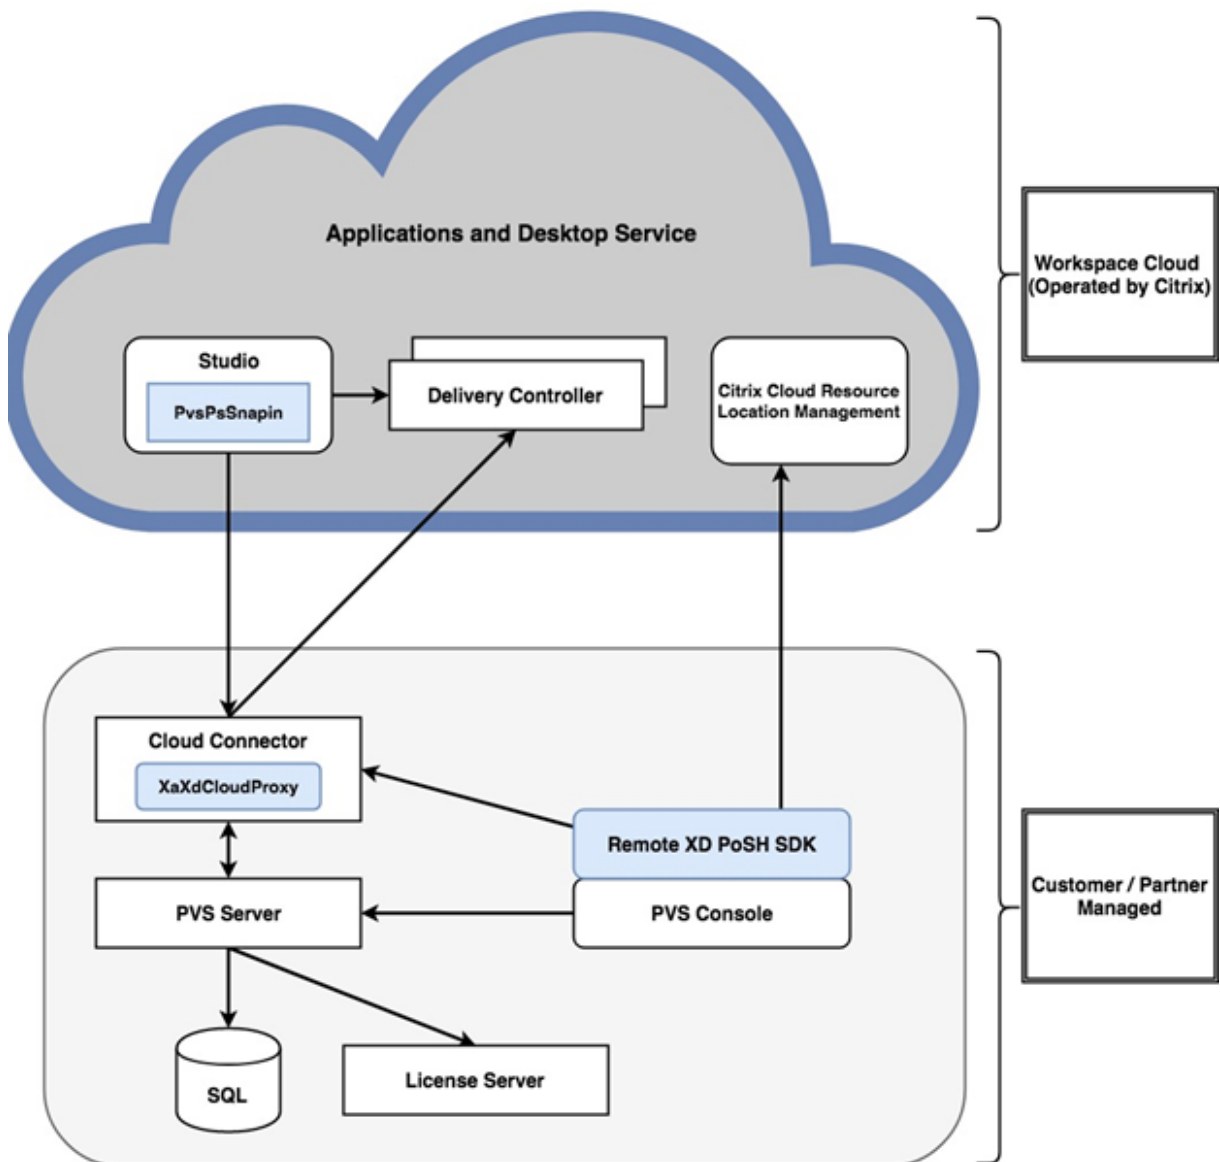 Applications and Desktop Service
Workspace Cloud
(Operated by Citrix)
Studio
PvsPsSnapin
Delivery Controller
Citrix Cloud Resource
Location Management
Cloud Connector
XaXdCloudProxy
Remote XD PoSH SDK
PVS Server
PVS Console
Customer / Partner
Managed
SQL
License Server